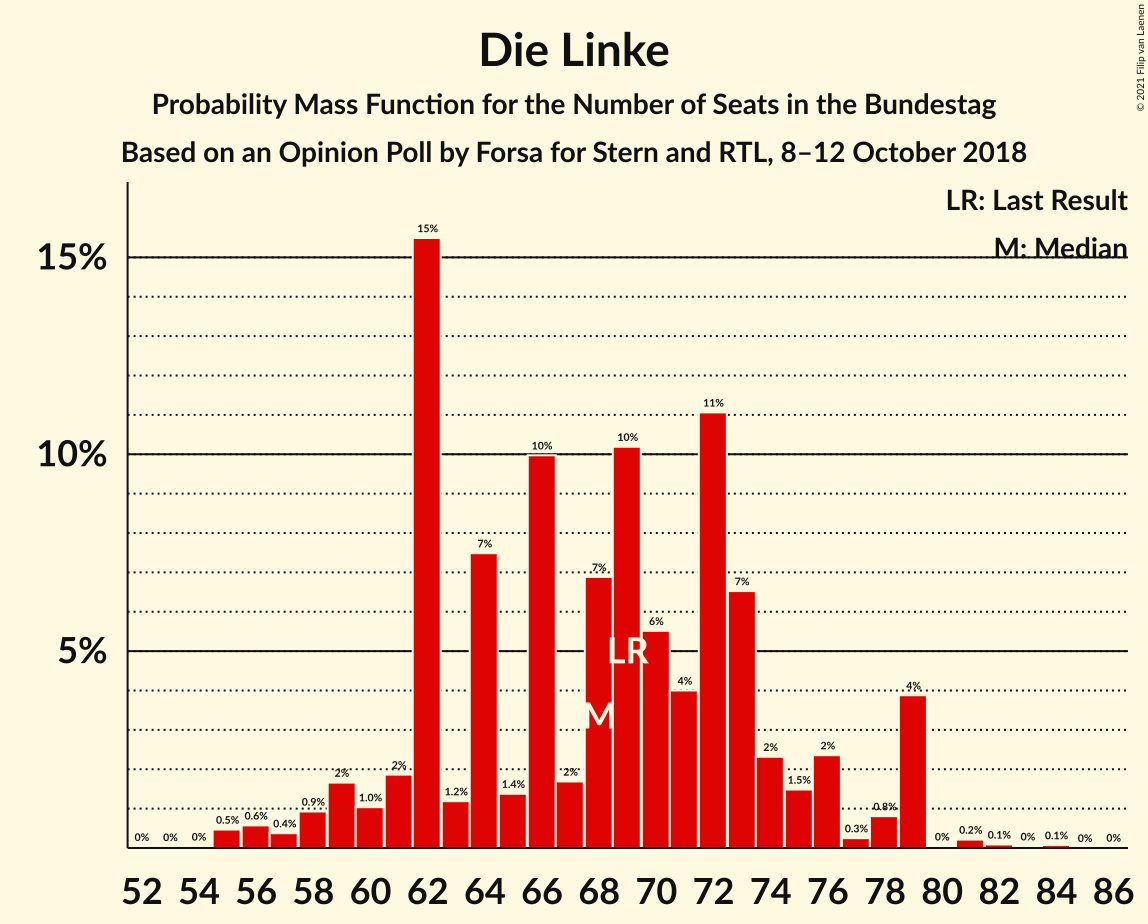 Die Linke
Probability Mass Function for the Number of Seats in the Bundestag
Based on an Opinion Poll by Forsa for Stern and RTL, 8–12 October 2018
© 2021 Filip van Laenen
LR: Last Result
M: Median
15%
10%
5%
0% 0% 0% 0.5% 0.6% 0.4% 0.9% 2% 1.0% 2% 15% 1.2% 7% 1.4% 10% 2% 7% 10% 6% 4% 11% 7% 2% 1.5% 2% 0.3% 0.8% 4% 0% 0.2% 0.1% 0% 0.1% 0% 0%
LR
M
52 54 56 58 60 62 64 66 68 70 72 74 76 78 80 82 84 86